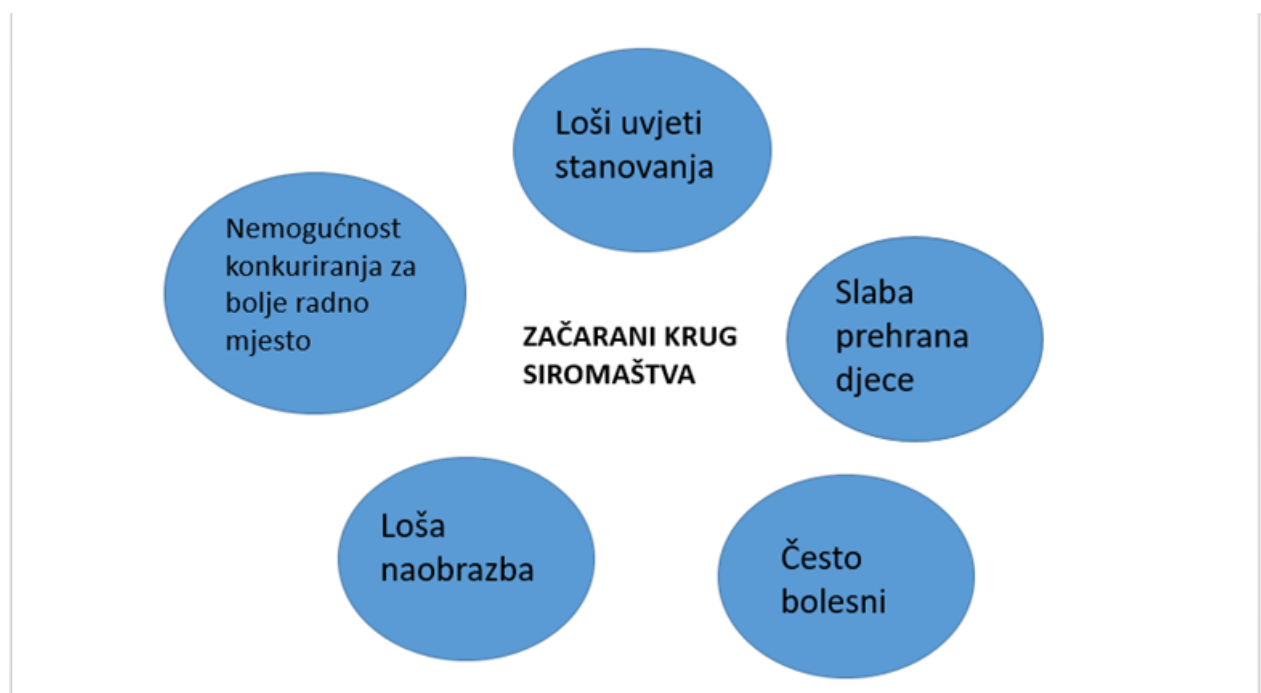 Loši uvjeti
stanovanja
Nemogućnost
konkuriranja za
bolje radno
mjesto
Slaba
prehrana
djece
ZAČARANI KRUG
SIROMAŠTVA
Loša
naobrazba
Često
bolesni